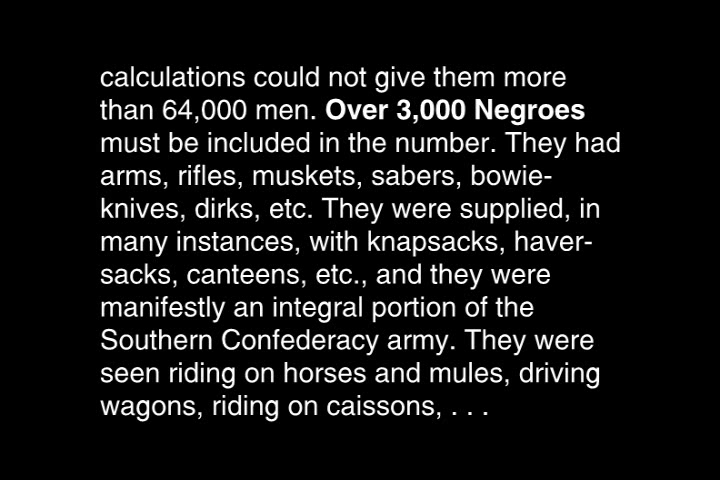 calculations could not give them more
than 64,000 men. Over 3,000 Negroes
must be included in the number. They had
arms, rifles, muskets, sabers, bowie-
knives, dirks, etc. They were supplied, in
many instances, with knapsacks, haver-
sacks, canteens, etc., and they were
manifestly an integral portion of the
Southern Confederacy army. They were
seen riding on horses and mules, driving
wagons, riding on caissons, . . .